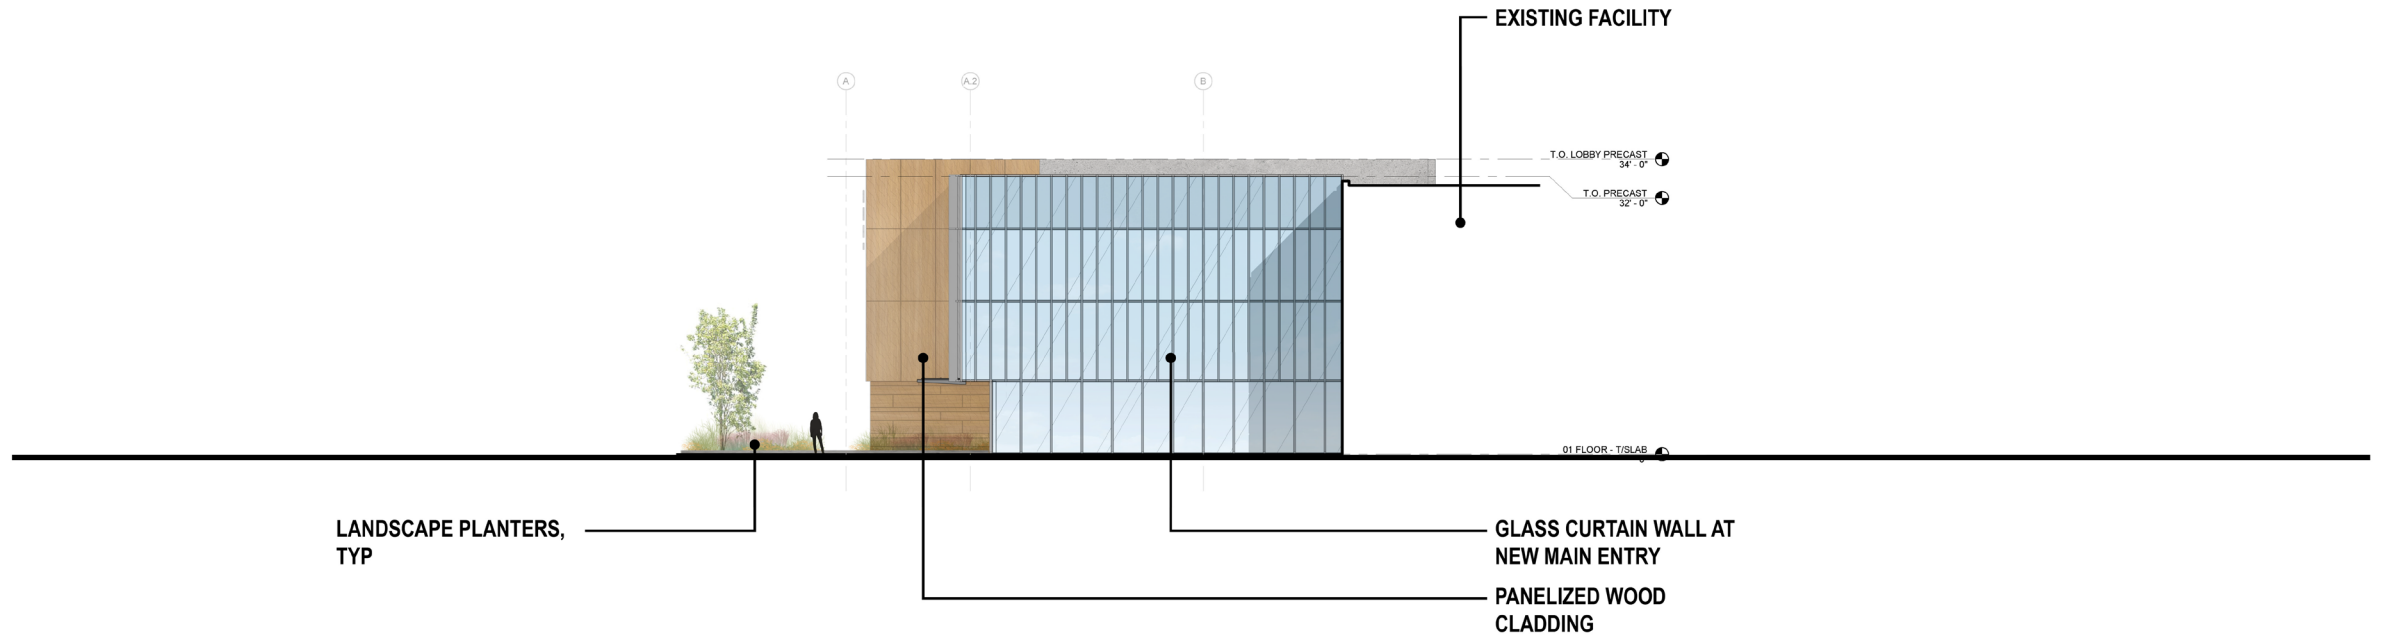 EXISTING FACILITY
A
A.2
B
T.O. LOBBY PRECAST
34' - 0"
T.O. PRECAST
32' - 0"
01 FLOOR - T/SLAB
LANDSCAPE PLANTERS,
TYP
GLASS CURTAIN WALL AT
NEW MAIN ENTRY
PANELIZED WOOD
CLADDING